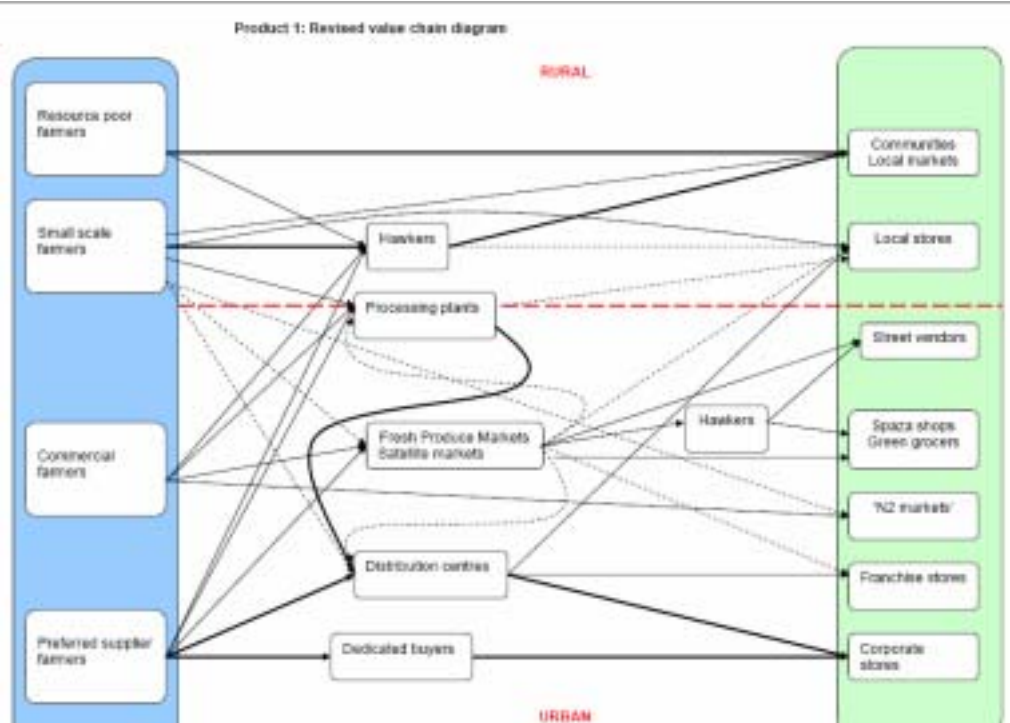 Product 1: Revised value chain diagram
RURAL
Resource poor
farmers
Communities
Local markets
Small scale
farmers
Hawkers
Local stores
Processing plants
Street vendors
Commercial
farmers
Fresh Produce Markets
Satellite markets
Hawkers
Spaza shops
Green grocers
'N2 markets'
Distribution centres
Franchise stores
Preferred supplier
farmers
Dedicated buyers
Corporate
stores
URBAN